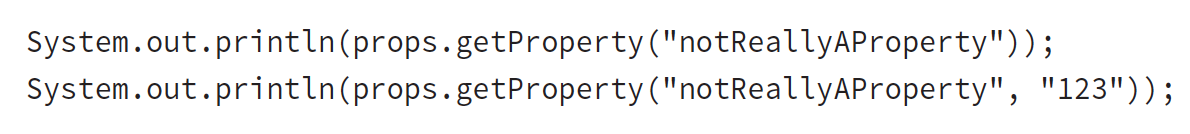 System.out.println(props.getProperty("notReallyAProperty"));
System.out.println(props.getProperty("notReallyAProperty", "123"));